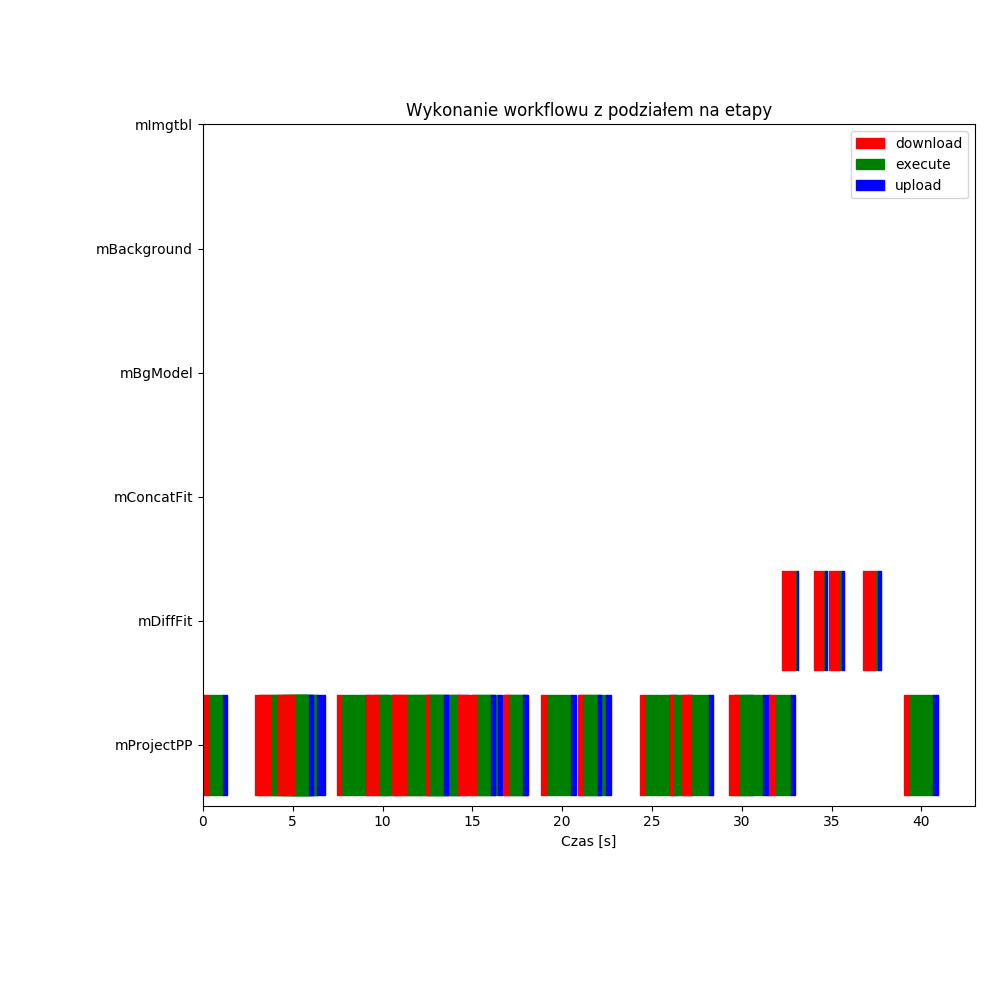 Wykonanie workflowu z podziałem na etapy
mImgtbl
mBackground
mBgModel
mConcatFit
mDiffFit
mProjectPP
download
execute
upload
0 5 10 15 20 25 30 35 40
Czas [s]